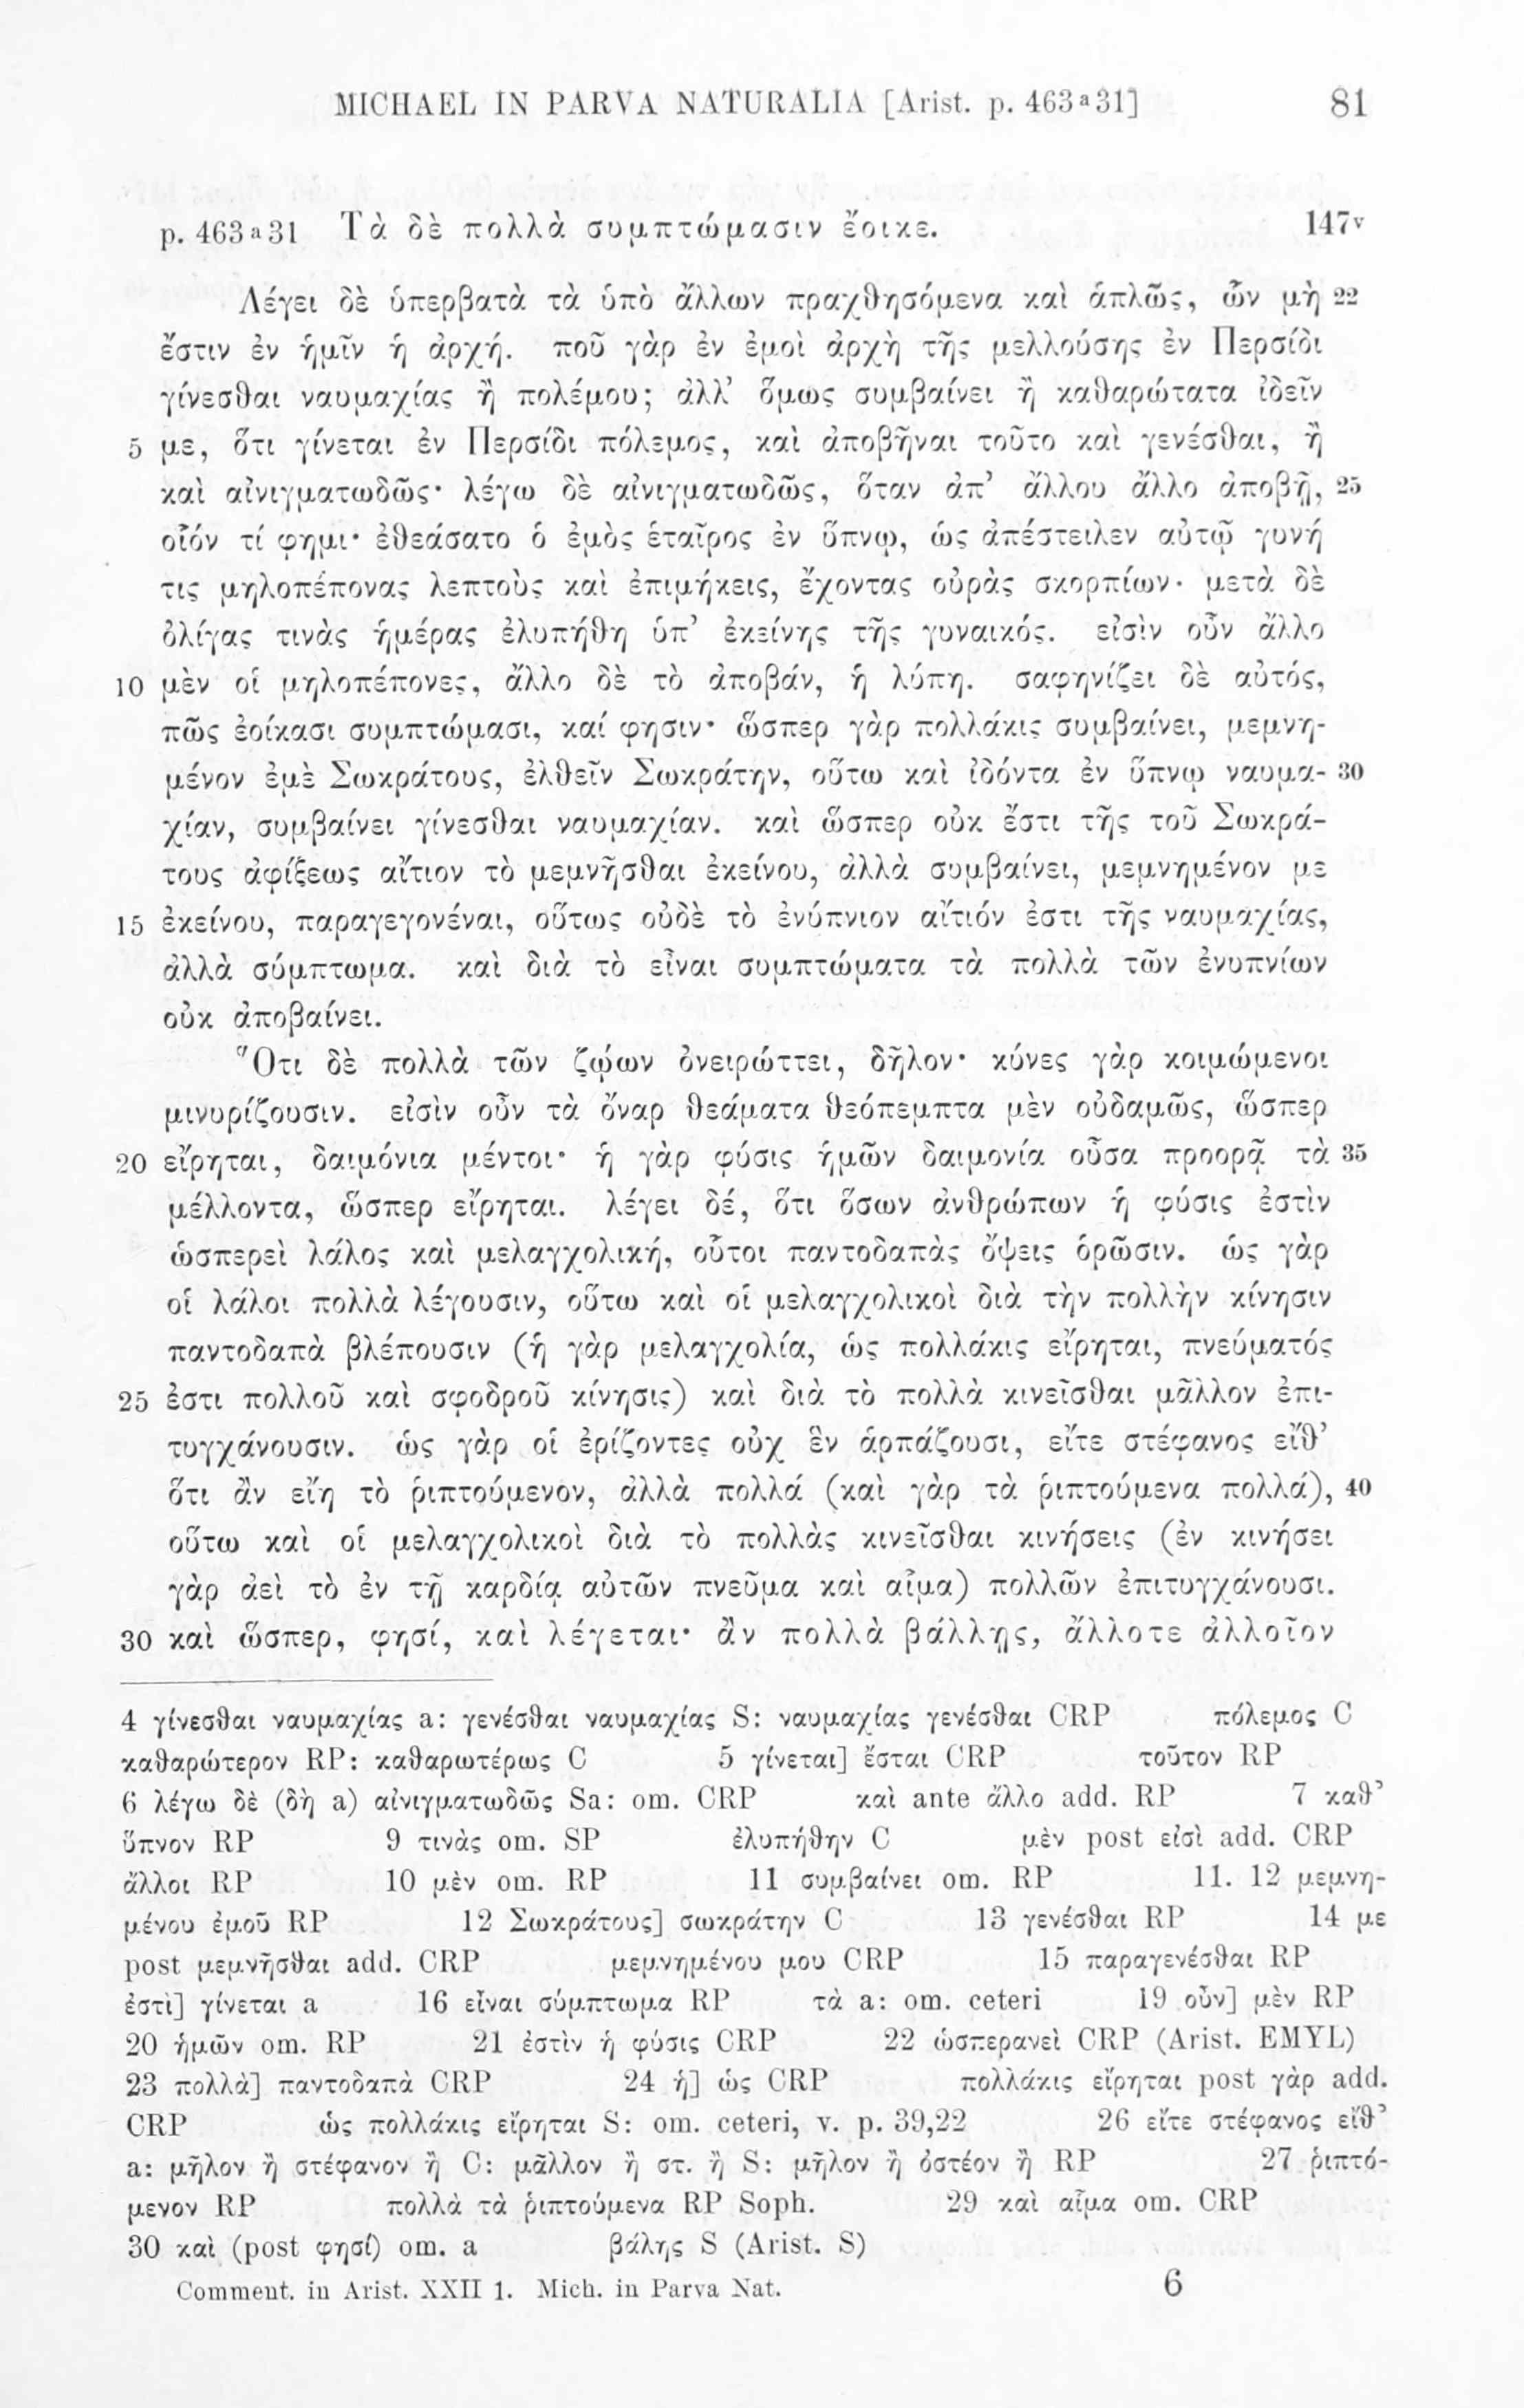 MICHAEL IN PARVA NATURALIA [Arist. p. 463ᵃ31] 81
p. 463ᵃ31 Τὰ δὲ πολλὰ συμπτώμασιν ἔοικε. 147ᵛ
Λέγει δὲ ὑπερβατὰ τὰ ὑπὸ ἄλλων πραχθησόμενα καὶ ἁπλῶς, ὧν μὴ 22
ἔστιν ἐν ἡμῖν ἡ ἀρχή. ποῦ γὰρ ἐν ἐμοὶ ἀρχὴ τῆς μελλούσης ἐν Περσίδι
γίνεσθαι ναυμαχίας ἢ πολέμου; ἀλλ’ ὅμως συμβαίνει ἢ καθαρώτατα ἰδεῖν
5 με, ὅτι γίνεται ἐν Περσίδι πόλεμος, καὶ ἀποβῆναι τοῦτο καὶ γενέσθαι, ἢ
καὶ αἰνιγματωδῶς· λέγω δὲ αἰνιγματωδῶς, ὅταν ἀπ’ ἄλλου ἄλλο ἀποβῇ, 25
οἷόν τί φημι· ἐθεάσατο ὁ ἐμὸς ἑταῖρος ἐν ὕπνῳ, ὡς ἀπέστειλεν αὐτῷ γυνή
τις μηλοπέπονας λεπτοὺς καὶ ἐπιμήκεις, ἔχοντας οὐρὰς σκορπίων· μετὰ δὲ
ὀλίγας τινὰς ἡμέρας ἐλυπήθη ὑπ’ ἐκείνης τῆς γυναικός. εἰσὶν οὖν ἄλλο
10 μὲν οἱ μηλοπέπονες, ἄλλο δὲ τὸ ἀποβάν, ἡ λύπη. σαφηνίζει δὲ αὐτός,
πῶς ἐοίκασι συμπτώμασι, καί φησιν· ὥσπερ γὰρ πολλάκις συμβαίνει, μεμνη-
μένον ἐμὲ Σωκράτους, ἐλθεῖν Σωκράτην, οὕτω καὶ ἰδόντα ἐν ὕπνῳ ναυμα- 30
χίαν, συμβαίνει γίνεσθαι ναυμαχίαν. καὶ ὥσπερ οὐκ ἔστι τῆς τοῦ Σωκρά-
τους ἀφίξεως αἴτιον τὸ μεμνῆσθαι ἐκείνου, ἀλλὰ συμβαίνει, μεμνημένον με
15 ἐκείνου, παραγεγονέναι, οὕτως οὐδὲ τὸ ἐνύπνιον αἴτιόν ἐστι τῆς ναυμαχίας,
ἀλλὰ σύμπτωμα. καὶ διὰ τὸ εἶναι συμπτώματα τὰ πολλὰ τῶν ἐνυπνίων
οὐκ ἀποβαίνει.
Ὅτι δὲ πολλὰ τῶν ζῴων ὀνειρώττει, δῆλον· κύνες γὰρ κοιμώμενοι
μινυρίζουσιν. εἰσὶν οὖν τὰ ὄναρ θεάματα θεόπεμπτα μὲν οὐδαμῶς, ὥσπερ
20 εἴρηται, δαιμόνια μέντοι· ἡ γὰρ φύσις ἡμῶν δαιμονία οὖσα προορᾷ τὰ 35
μέλλοντα, ὥσπερ εἴρηται. λέγει δέ, ὅτι ὅσων ἀνθρώπων ἡ φύσις ἐστὶν
ὡσπερεὶ λάλος καὶ μελαγχολική, οὗτοι παντοδαπὰς ὄψεις ὁρῶσιν. ὡς γὰρ
οἱ λάλοι πολλὰ λέγουσιν, οὕτω καὶ οἱ μελαγχολικοὶ διὰ τὴν πολλὴν κίνησιν
παντοδαπὰ βλέπουσιν (ἡ γὰρ μελαγχολία, ὡς πολλάκις εἴρηται, πνεύματός
25 ἐστι πολλοῦ καὶ σφοδροῦ κίνησις) καὶ διὰ τὸ πολλὰ κινεῖσθαι μᾶλλον ἐπι-
τυγχάνουσιν. ὡς γὰρ οἱ ἐρίζοντες οὐχ ἓν ἁρπάζουσι, εἴτε στέφανος εἴθ’
ὅτι ἂν εἴη τὸ ῥιπτούμενον, ἀλλὰ πολλά (καὶ γὰρ τὰ ῥιπτούμενα πολλά), 40
οὕτω καὶ οἱ μελαγχολικοὶ διὰ τὸ πολλὰς κινεῖσθαι κινήσεις (ἐν κινήσει
γὰρ ἀεὶ τὸ ἐν τῇ καρδίᾳ αὐτῶν πνεῦμα καὶ αἷμα) πολλῶν ἐπιτυγχάνουσι.
30 καὶ ὥσπερ, φησί, καὶ λέγεται· ἂν πολλὰ βάλλῃς, ἄλλοτε ἀλλοῖον
4 γίνεσθαι ναυμαχίας a: γενέσθαι ναυμαχίας S: ναυμαχίας γενέσθαι CRP πόλεμος C
καθαρώτερον RP: καθαρωτέρως C 5 γίνεται] ἔσται CRP τοῦτον RP
6 λέγω δὲ (δὴ a) αἰνιγματωδῶς Sa: om. CRP καὶ ante ἄλλο add. RP 7 καθ’
ὕπνον RP 9 τινὰς om. SP ἐλυπήθην C μὲν post εἰσὶ add. CRP
ἄλλοι RP 10 μὲν om. RP 11 συμβαίνει om. RP 11. 12 μεμνη-
μένου ἐμοῦ RP 12 Σωκράτους] σωκράτην C 13 γενέσθαι RP 14 με
post μεμνῆσθαι add. CRP μεμνημένου μου CRP 15 παραγενέσθαι RP
ἐστὶ] γίνεται a 16 εἶναι σύμπτωμα RP τὰ a: om. ceteri 19 οὖν] μὲν RP
20 ἡμῶν om. RP 21 ἐστὶν ἡ φύσις CRP 22 ὡσπερανεὶ CRP (Arist. EMYL)
23 πολλὰ] παντοδαπὰ CRP 24 ἡ] ὡς CRP πολλάκις εἴρηται post γὰρ add.
CRP ὡς πολλάκις εἴρηται S: om. ceteri, v. p. 39,22 26 εἴτε στέφανος εἴθ’
a: μῆλον ἢ στέφανον ἢ C: μᾶλλον ἢ στ. ἢ S: μῆλον ἢ ὀστέον ἢ RP 27 ῥιπτό-
μενον RP πολλὰ τὰ ῥιπτούμενα RP Soph. 29 καὶ αἷμα om. CRP
30 καὶ (post φησί) om. a βάλῃς S (Arist. S)
Comment. in Arist. XXII 1. Mich. in Parva Nat. 6